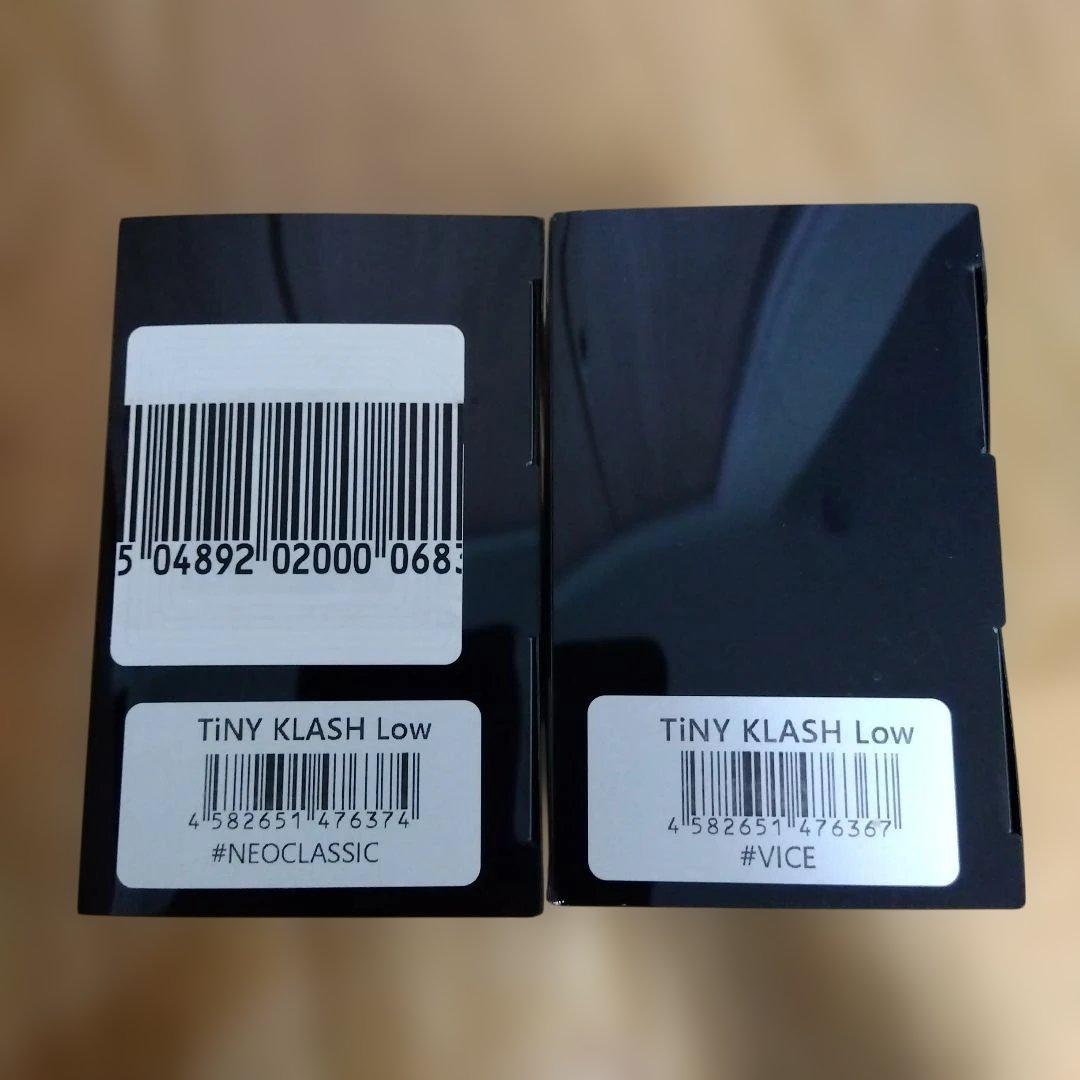 5 04892 02000 0683
TiNY KLASH Low
4 582651 476374
#NEOCLASSIC
TiNY KLASH Low
4 582651 476367
#VICE